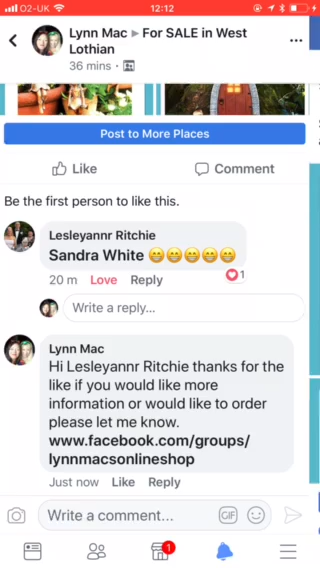 O2-UK 12:12
Lynn Mac ▸ For SALE in West
Lothian
36 mins ·
Post to More Places
Like Comment
Be the first person to like this.
Lesleyannr Ritchie
Sandra White 😁😁😁😁😁
20 m Love Reply 1
Write a reply...
Lynn Mac
Hi Lesleyannr Ritchie thanks for the
like if you would like more
information or would like to order
please let me know.
www.facebook.com/groups/
lynnmacsonlineshop
Just now Like Reply
Write a comment... GIF
1